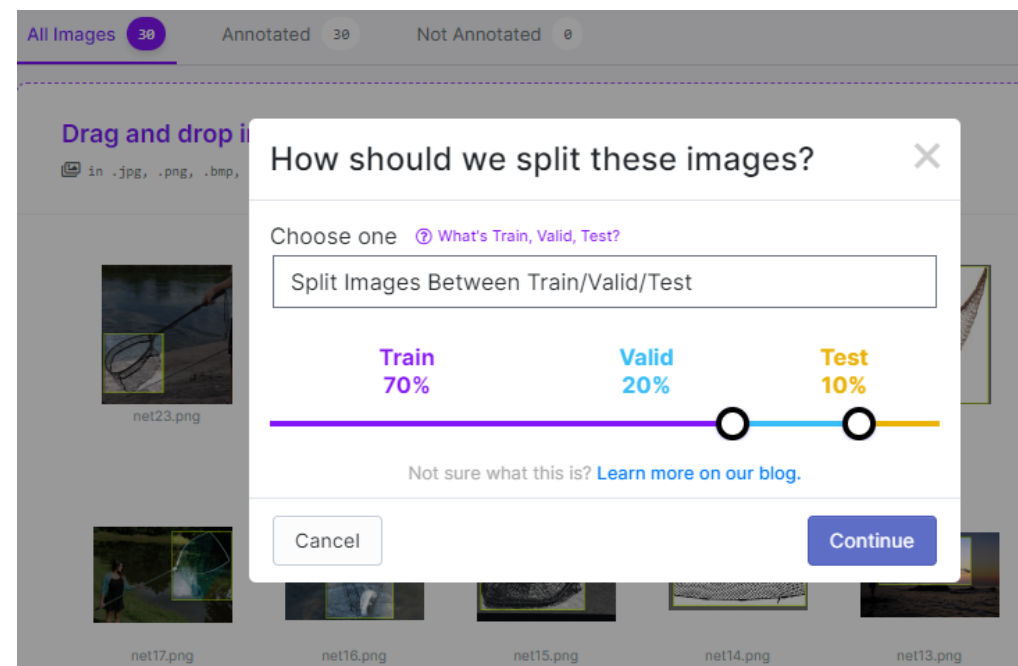 All Images 30 Annotated 30 Not Annotated 0
Drag and drop
in .jpg, .png, .bmp,
How should we split these images?
Choose one What's Train, Valid, Test?
Split Images Between Train/Valid/Test
Train Valid Test
70% 20% 10%
net23.png
Not sure what this is? Learn more on our blog.
Cancel Continue
net17.png net16.png net15.png net14.png net13.png